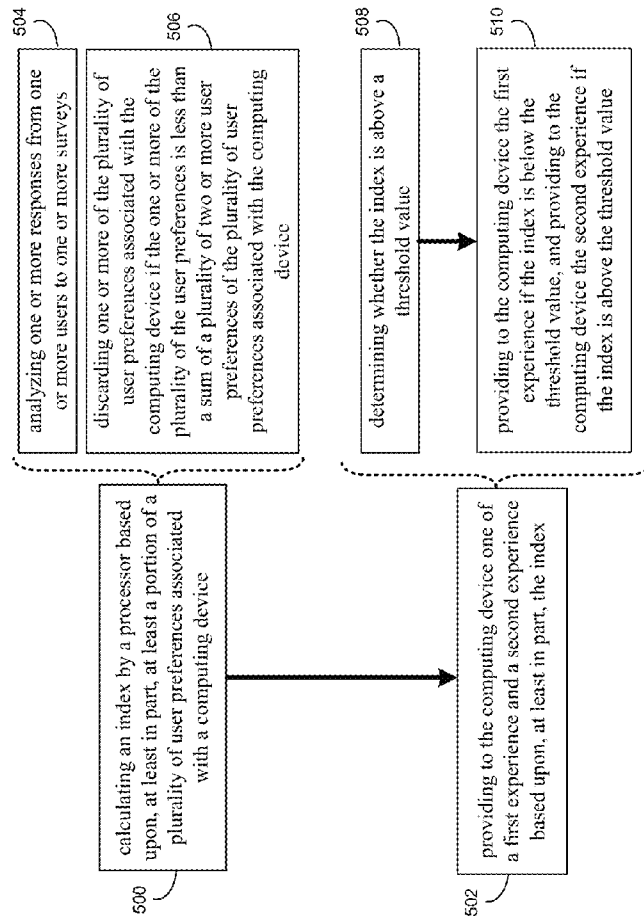 504
analyzing one or more responses from one
or more users to one or more surveys
506
discarding one or more of the plurality of
user preferences associated with the
computing device if the one or more of the
plurality of the user preferences is less than
a sum of a plurality of two or more user
preferences of the plurality of user
preferences associated with the computing
device
508
determining whether the index is above a
threshold value
510
providing to the computing device the first
experience if the index is below the
threshold value, and providing to the
computing device the second experience if
the index is above the threshold value
calculating an index by a processor based
upon, at least in part, at least a portion of a
plurality of user preferences associated
with a computing device
500
providing to the computing device one of
a first experience and a second experience
based upon, at least in part, the index
502